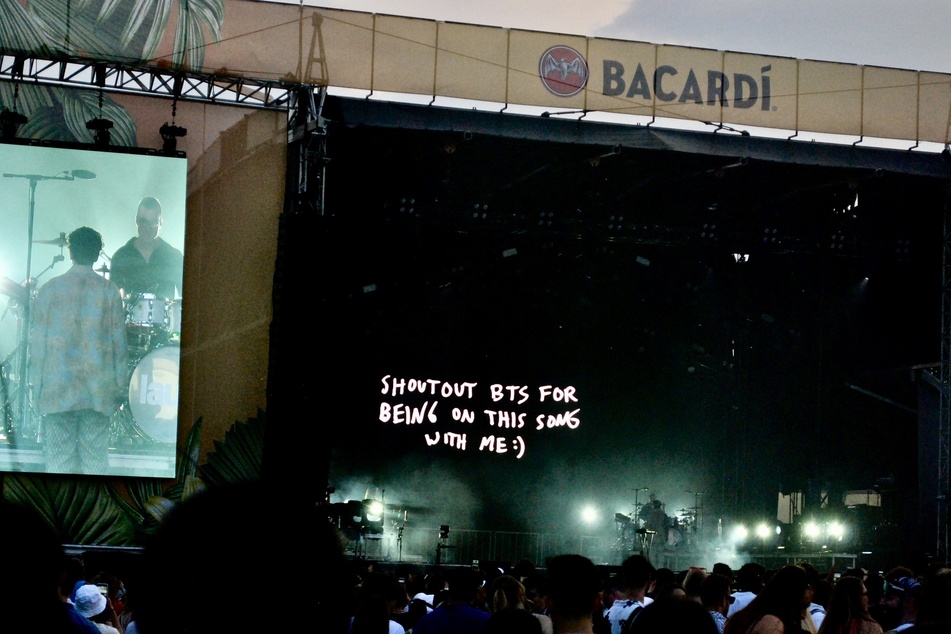 BACARDÍ
SHOUTOUT BTS FOR
BEING ON THIS SONG
WITH ME:)